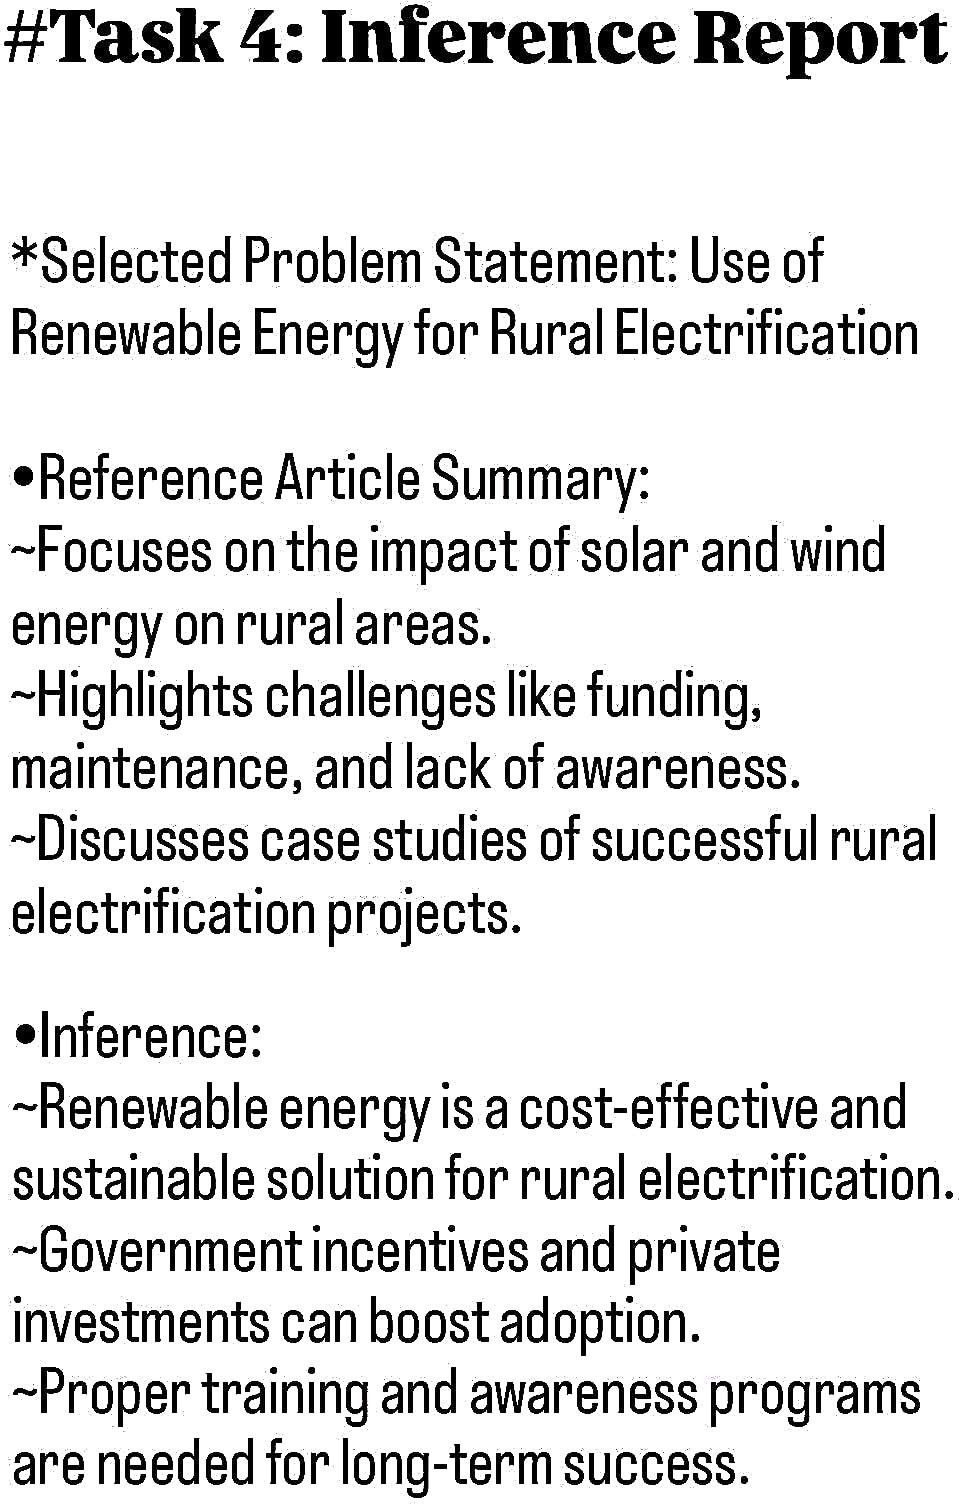 #Task 4: Inference Report
*Selected Problem Statement: Use of
Renewable Energy for Rural Electrification
•Reference Article Summary:
~Focuses on the impact of solar and wind
energy on rural areas.
~Highlights challenges like funding,
maintenance, and lack of awareness.
~Discusses case studies of successful rural
electrification projects.
•Inference:
~Renewable energy is a cost-effective and
sustainable solution for rural electrification.
~Government incentives and private
investments can boost adoption.
~Proper training and awareness programs
are needed for long-term success.